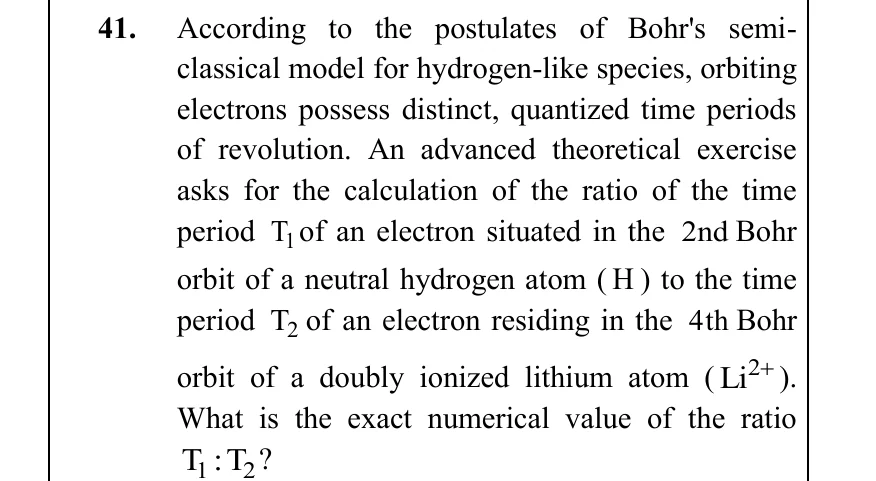 41. According to the postulates of Bohr's semi-
classical model for hydrogen-like species, orbiting
electrons possess distinct, quantized time periods
of revolution. An advanced theoretical exercise
asks for the calculation of the ratio of the time
period T₁ of an electron situated in the 2nd Bohr
orbit of a neutral hydrogen atom (H) to the time
period T₂ of an electron residing in the 4th Bohr
orbit of a doubly ionized lithium atom (Li²⁺).
What is the exact numerical value of the ratio
T₁ : T₂ ?